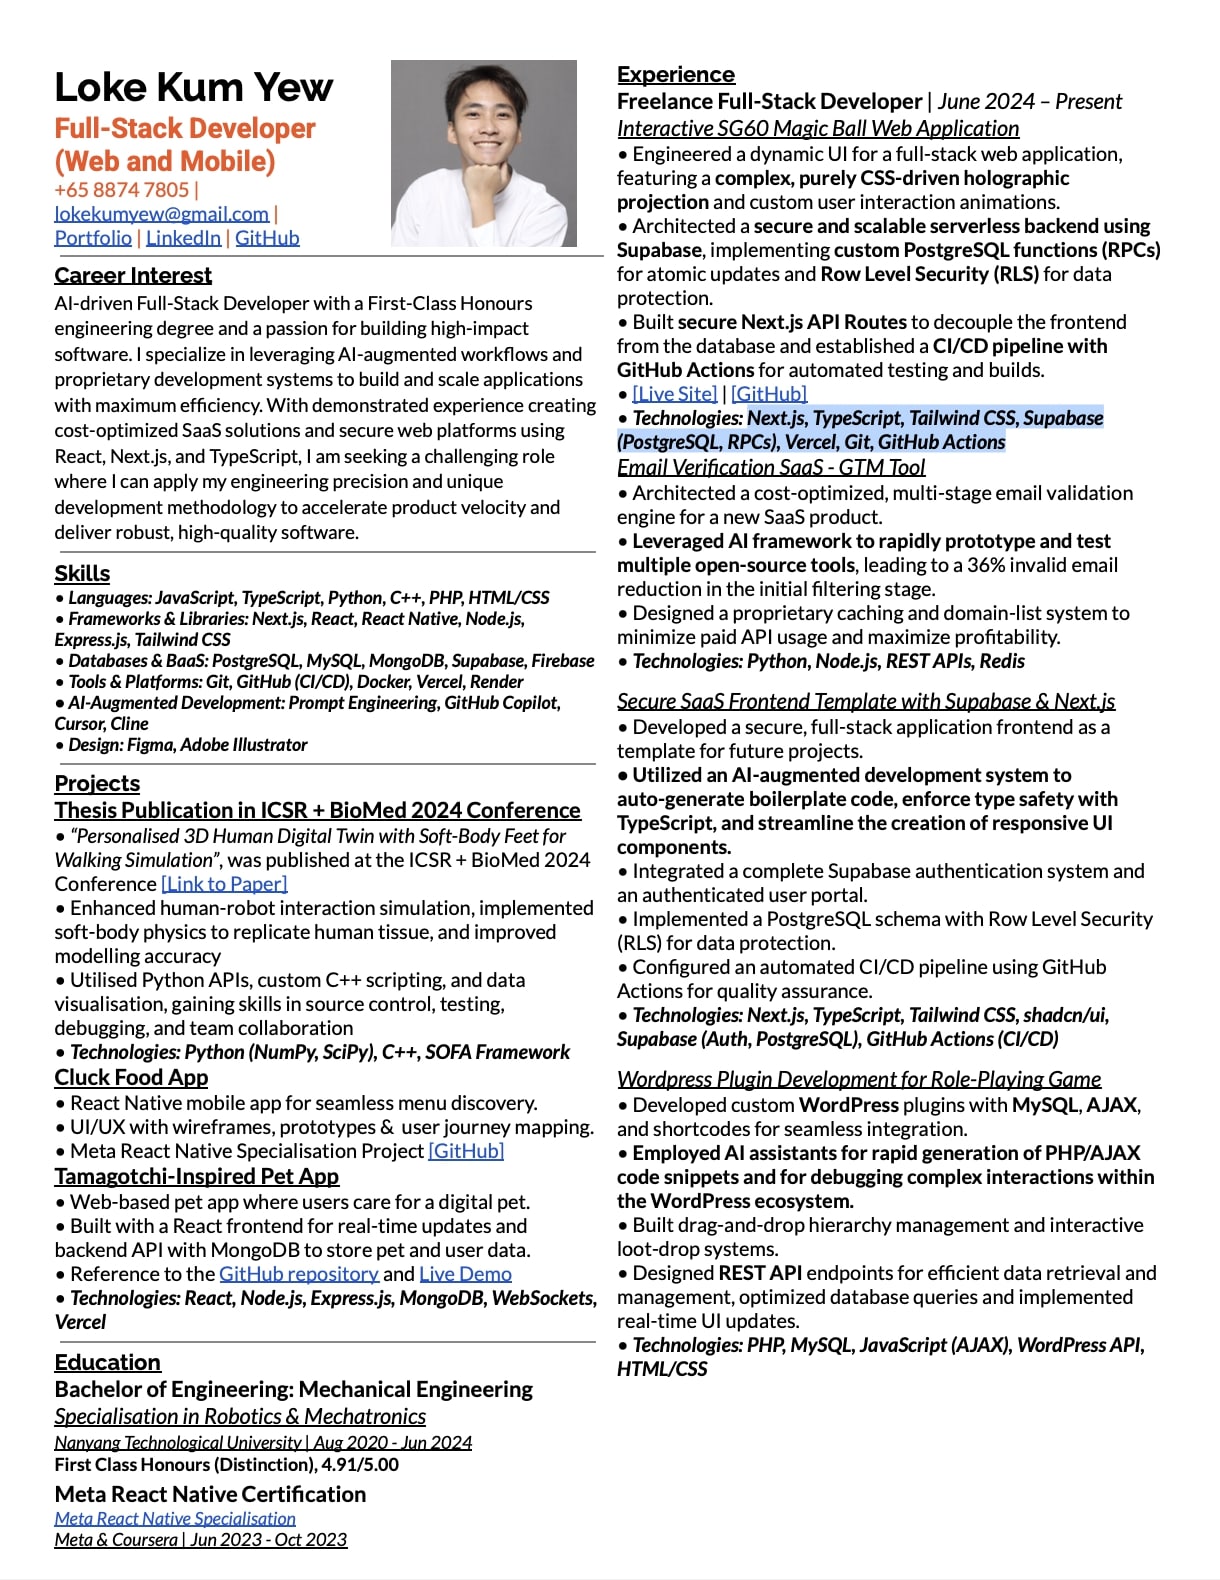 Loke Kum Yew
Full-Stack Developer
(Web and Mobile)
+65 8874 7805 |
lokekumyew@gmail.com |
Portfolio | LinkedIn | GitHub
Career Interest
AI-driven Full-Stack Developer with a First-Class Honours
engineering degree and a passion for building high-impact
software. I specialize in leveraging AI-augmented workflows and
proprietary development systems to build and scale applications
with maximum efficiency. With demonstrated experience creating
cost-optimized SaaS solutions and secure web platforms using
React, Next.js, and TypeScript, I am seeking a challenging role
where I can apply my engineering precision and unique
development methodology to accelerate product velocity and
deliver robust, high-quality software.
Skills
• Languages: JavaScript, TypeScript, Python, C++, PHP, HTML/CSS
• Frameworks & Libraries: Next.js, React, React Native, Node.js,
Express.js, Tailwind CSS
• Databases & BaaS: PostgreSQL, MySQL, MongoDB, Supabase, Firebase
• Tools & Platforms: Git, GitHub (CI/CD), Docker, Vercel, Render
• AI-Augmented Development: Prompt Engineering, GitHub Copilot,
Cursor, Cline
• Design: Figma, Adobe Illustrator
Projects
Thesis Publication in ICSR + BioMed 2024 Conference
• “Personalised 3D Human Digital Twin with Soft-Body Feet for
Walking Simulation”, was published at the ICSR + BioMed 2024
Conference [Link to Paper]
• Enhanced human-robot interaction simulation, implemented
soft-body physics to replicate human tissue, and improved
modelling accuracy
• Utilised Python APIs, custom C++ scripting, and data
visualisation, gaining skills in source control, testing,
debugging, and team collaboration
• Technologies: Python (NumPy, SciPy), C++, SOFA Framework
Cluck Food App
• React Native mobile app for seamless menu discovery.
• UI/UX with wireframes, prototypes & user journey mapping.
• Meta React Native Specialisation Project [GitHub]
Tamagotchi-Inspired Pet App
• Web-based pet app where users care for a digital pet.
• Built with a React frontend for real-time updates and
backend API with MongoDB to store pet and user data.
• Reference to the GitHub repository and Live Demo
• Technologies: React, Node.js, Express.js, MongoDB, WebSockets,
Vercel
Education
Bachelor of Engineering: Mechanical Engineering
Specialisation in Robotics & Mechatronics
Nanyang Technological University | Aug 2020 - Jun 2024
First Class Honours (Distinction), 4.91/5.00
Meta React Native Certification
Meta React Native Specialisation
Meta & Coursera | Jun 2023 - Oct 2023
Experience
Freelance Full-Stack Developer | June 2024 – Present
Interactive SG60 Magic Ball Web Application
• Engineered a dynamic UI for a full-stack web application,
featuring a complex, purely CSS-driven holographic
projection and custom user interaction animations.
• Architected a secure and scalable serverless backend using
Supabase, implementing custom PostgreSQL functions (RPCs)
for atomic updates and Row Level Security (RLS) for data
protection.
• Built secure Next.js API Routes to decouple the frontend
from the database and established a CI/CD pipeline with
GitHub Actions for automated testing and builds.
• [Live Site] | [GitHub]
• Technologies: Next.js, TypeScript, Tailwind CSS, Supabase
(PostgreSQL, RPCs), Vercel, Git, GitHub Actions
Email Verification SaaS - GTM Tool
• Architected a cost-optimized, multi-stage email validation
engine for a new SaaS product.
• Leveraged AI framework to rapidly prototype and test
multiple open-source tools, leading to a 36% invalid email
reduction in the initial filtering stage.
• Designed a proprietary caching and domain-list system to
minimize paid API usage and maximize profitability.
• Technologies: Python, Node.js, REST APIs, Redis
Secure SaaS Frontend Template with Supabase & Next.js
• Developed a secure, full-stack application frontend as a
template for future projects.
• Utilized an AI-augmented development system to
auto-generate boilerplate code, enforce type safety with
TypeScript, and streamline the creation of responsive UI
components.
• Integrated a complete Supabase authentication system and
an authenticated user portal.
• Implemented a PostgreSQL schema with Row Level Security
(RLS) for data protection.
• Configured an automated CI/CD pipeline using GitHub
Actions for quality assurance.
• Technologies: Next.js, TypeScript, Tailwind CSS, shadcn/ui,
Supabase (Auth, PostgreSQL), GitHub Actions (CI/CD)
Wordpress Plugin Development for Role-Playing Game
• Developed custom WordPress plugins with MySQL, AJAX,
and shortcodes for seamless integration.
• Employed AI assistants for rapid generation of PHP/AJAX
code snippets and for debugging complex interactions within
the WordPress ecosystem.
• Built drag-and-drop hierarchy management and interactive
loot-drop systems.
• Designed REST API endpoints for efficient data retrieval and
management, optimized database queries and implemented
real-time UI updates.
• Technologies: PHP, MySQL, JavaScript (AJAX), WordPress API,
HTML/CSS